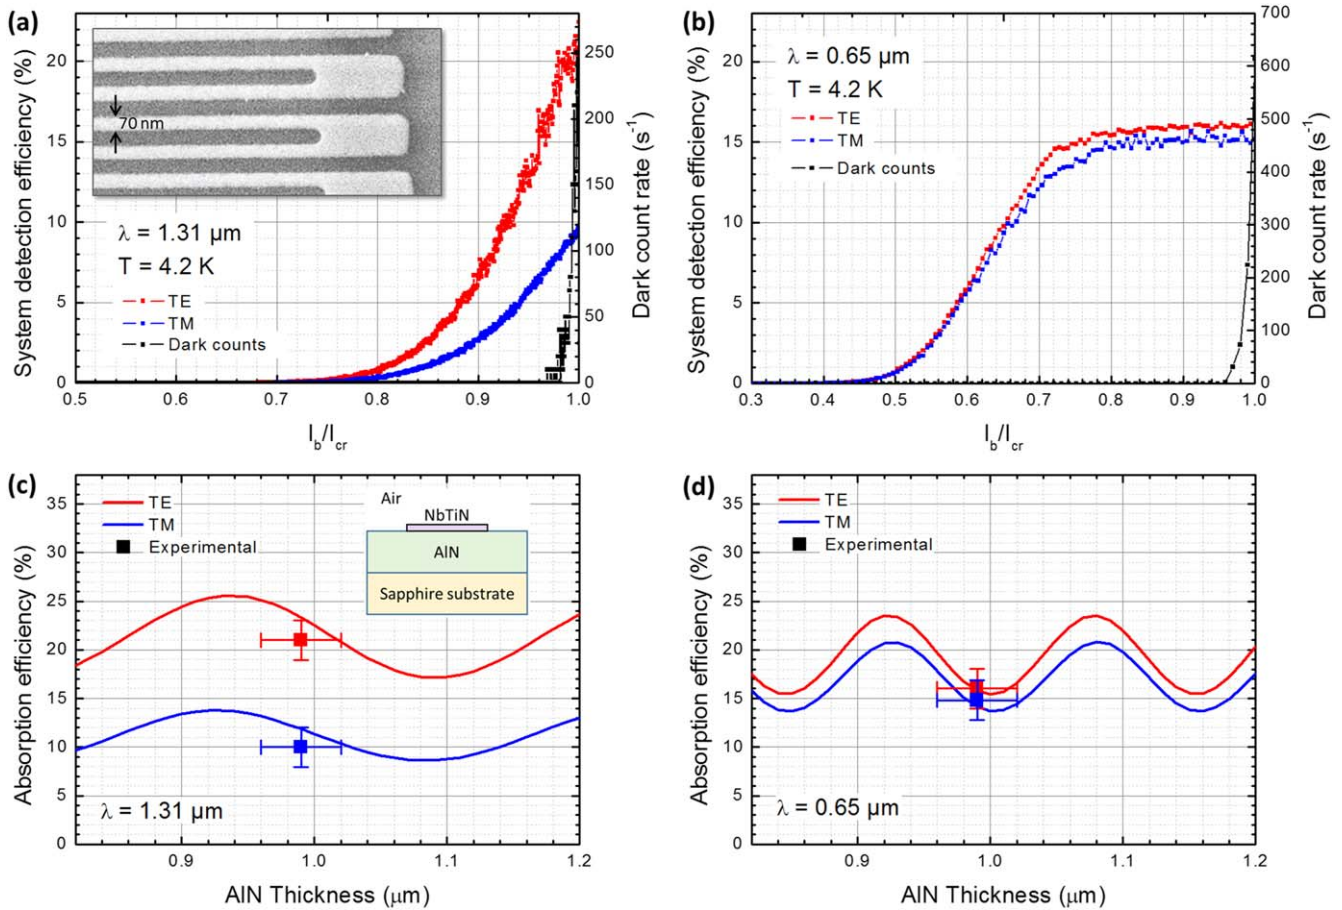 (a)
System detection efficiency (%)
20
15
10
5
0
70 nm
λ = 1.31 µm
T = 4.2 K
TE
TM
Dark counts
250
200
150
100
50
0
Dark count rate (s⁻¹)
0.5 0.6 0.7 0.8 0.9 1.0
I_b/I_cr
(b)
System detection efficiency (%)
20
15
10
5
0
λ = 0.65 µm
T = 4.2 K
TE
TM
Dark counts
700
600
500
400
300
200
100
0
Dark count rate (s⁻¹)
0.3 0.4 0.5 0.6 0.7 0.8 0.9 1.0
I_b/I_cr
(c)
Absorption efficiency (%)
35
30
25
20
15
10
5
0
TE
TM
Experimental
Air
NbTiN
AlN
Sapphire substrate
λ = 1.31 µm
0.9 1.0 1.1 1.2
AlN Thickness (µm)
(d)
Absorption efficiency (%)
35
30
25
20
15
10
5
0
TE
TM
Experimental
λ = 0.65 µm
0.9 1.0 1.1 1.2
AlN Thickness (µm)